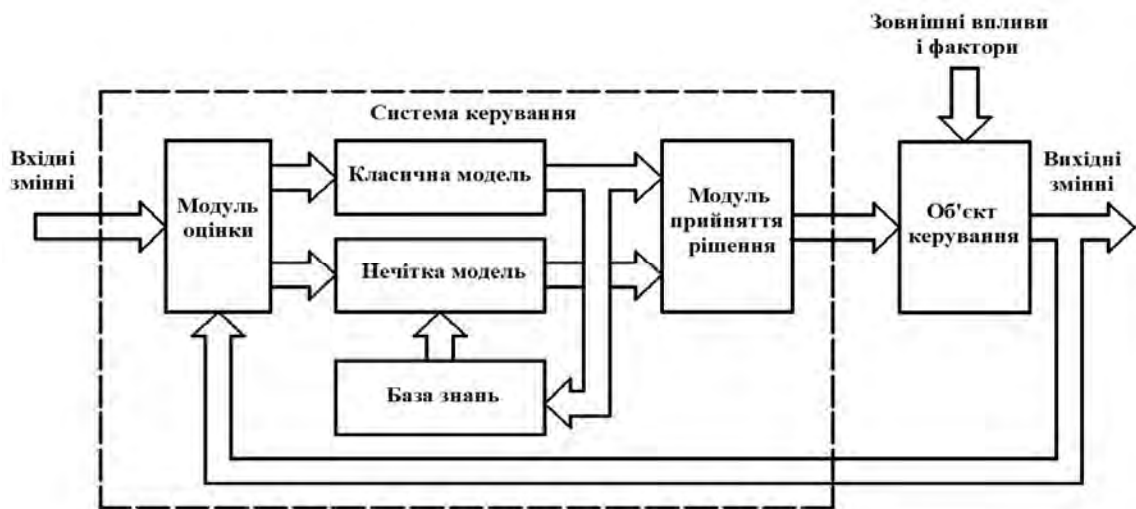 Зовнішні впливи
і фактори
Система керування
Вхідні
змінні
Модуль
оцінки
Класична модель
Нечітка модель
База знань
Модуль
прийняття
рішення
Об'єкт
керування
Вихідні
змінні